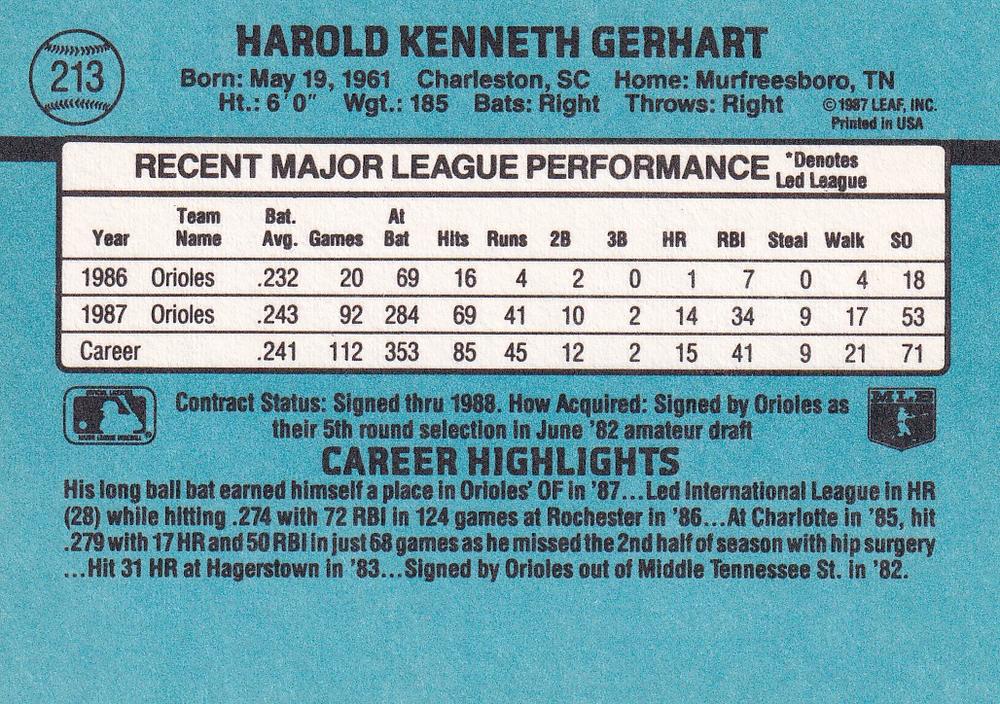 213
HAROLD KENNETH GERHART
Born: May 19, 1961 Charleston, SC Home: Murfreesboro, TN
Ht.: 6´0″ Wgt.: 185 Bats: Right Throws: Right
© 1987 LEAF, INC.
Printed in USA
RECENT MAJOR LEAGUE PERFORMANCE *Denotes Led League
Year Team Name Bat. Avg. Games At Bat Hits Runs 2B 3B HR RBI Steal Walk SO
1986 Orioles .232 20 69 16 4 2 0 1 7 0 4 18
1987 Orioles .243 92 284 69 41 10 2 14 34 9 17 53
Career .241 112 353 85 45 12 2 15 41 9 21 71
Contract Status: Signed thru 1988. How Acquired: Signed by Orioles as
their 5th round selection in June '82 amateur draft
MLB
CAREER HIGHLIGHTS
His long ball bat earned himself a place in Orioles' OF in '87...Led International League in HR
(28) while hitting .274 with 72 RBI in 124 games at Rochester in '86...At Charlotte in '85, hit
.279 with 17 HR and 50 RBI in just 68 games as he missed the 2nd half of season with hip surgery
...Hit 31 HR at Hagerstown in '83...Signed by Orioles out of Middle Tennessee St. in '82.